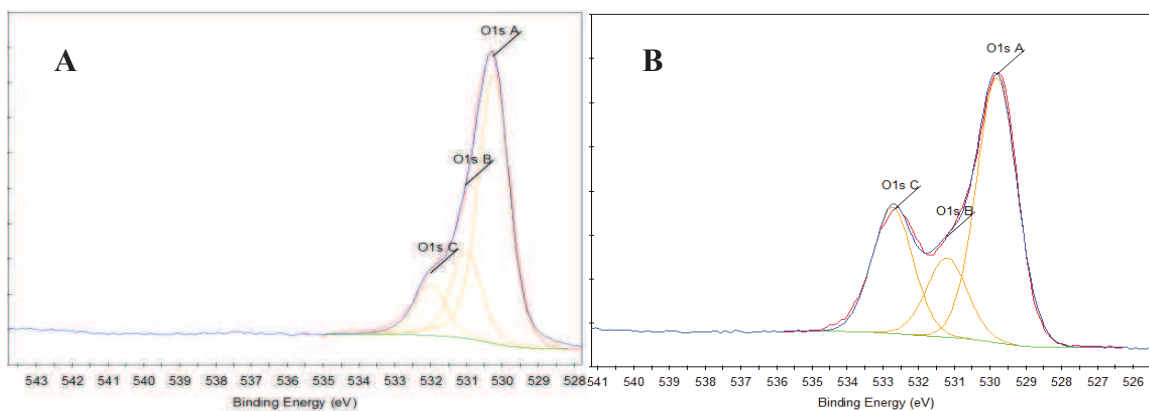 A
O1s A
O1s B
O1s C
543 542 541 540 539 538 537 536 535 534 533 532 531 530 529 528
Binding Energy (eV)
B
O1s A
O1s C
O1s B
541 540 539 538 537 536 535 534 533 532 531 530 529 528 527 526
Binding Energy (eV)